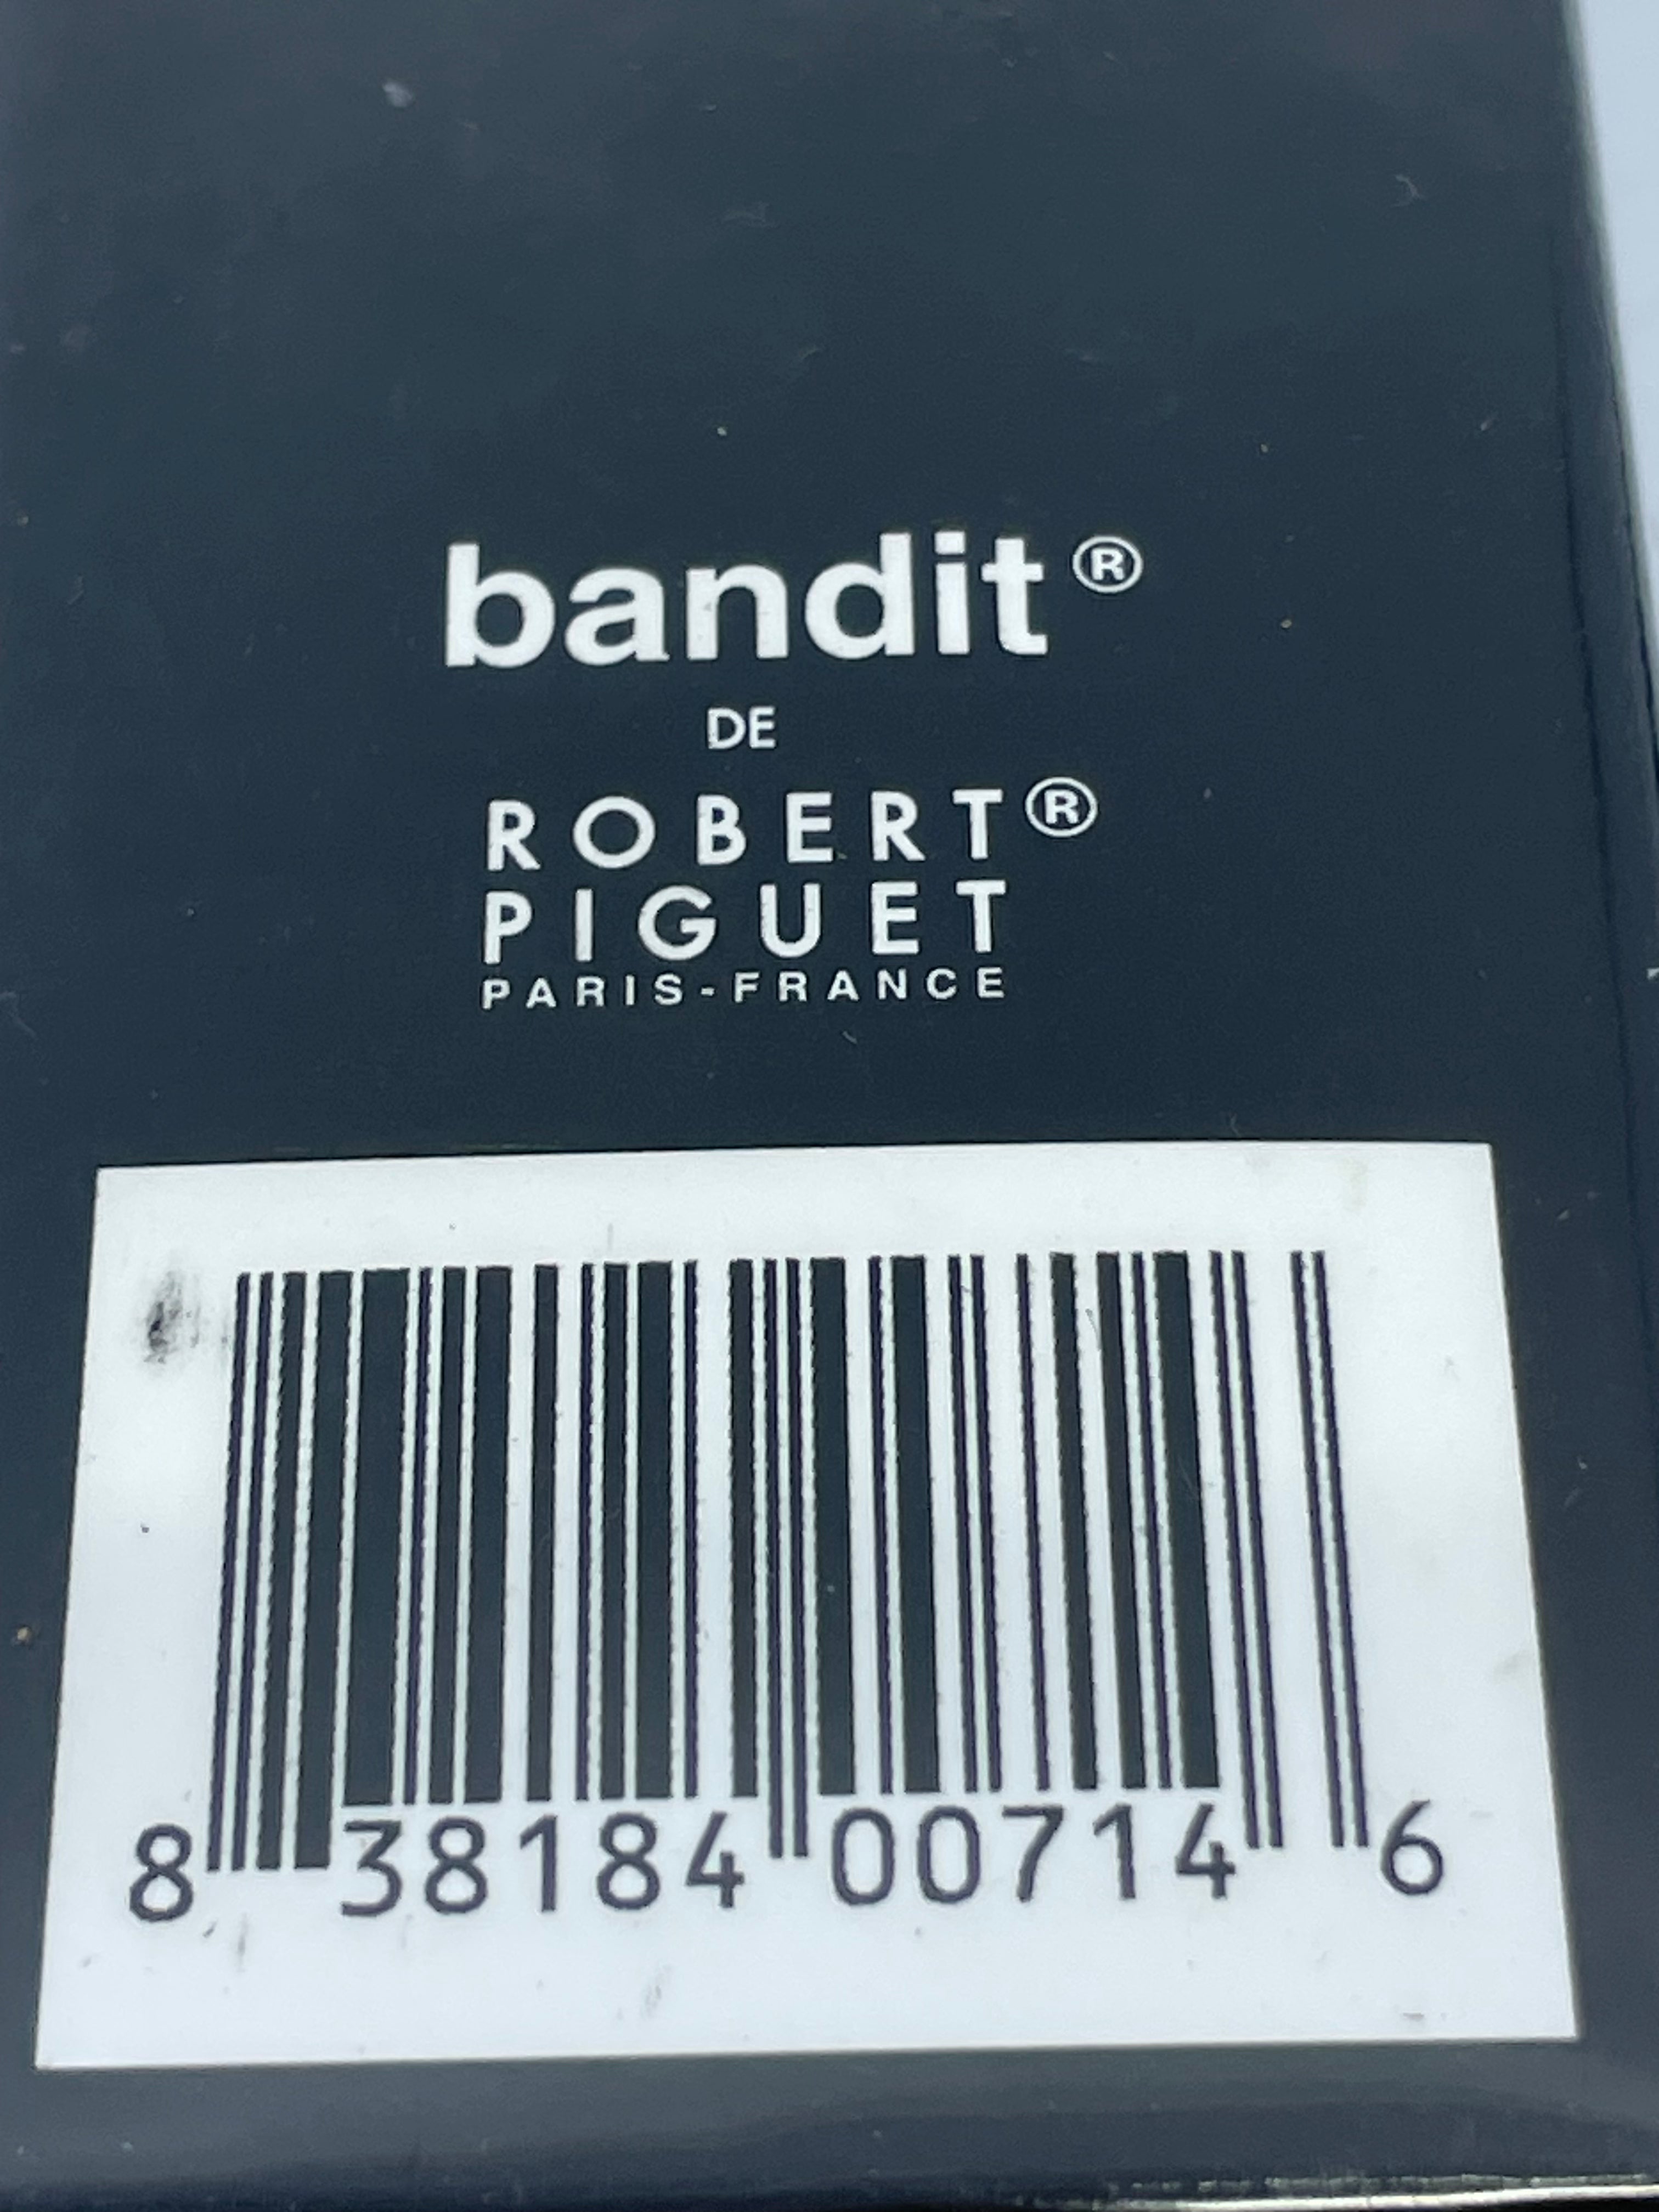 bandit®
DE
ROBERT®
PIGUET
PARIS-FRANCE
8 38184 00714 6